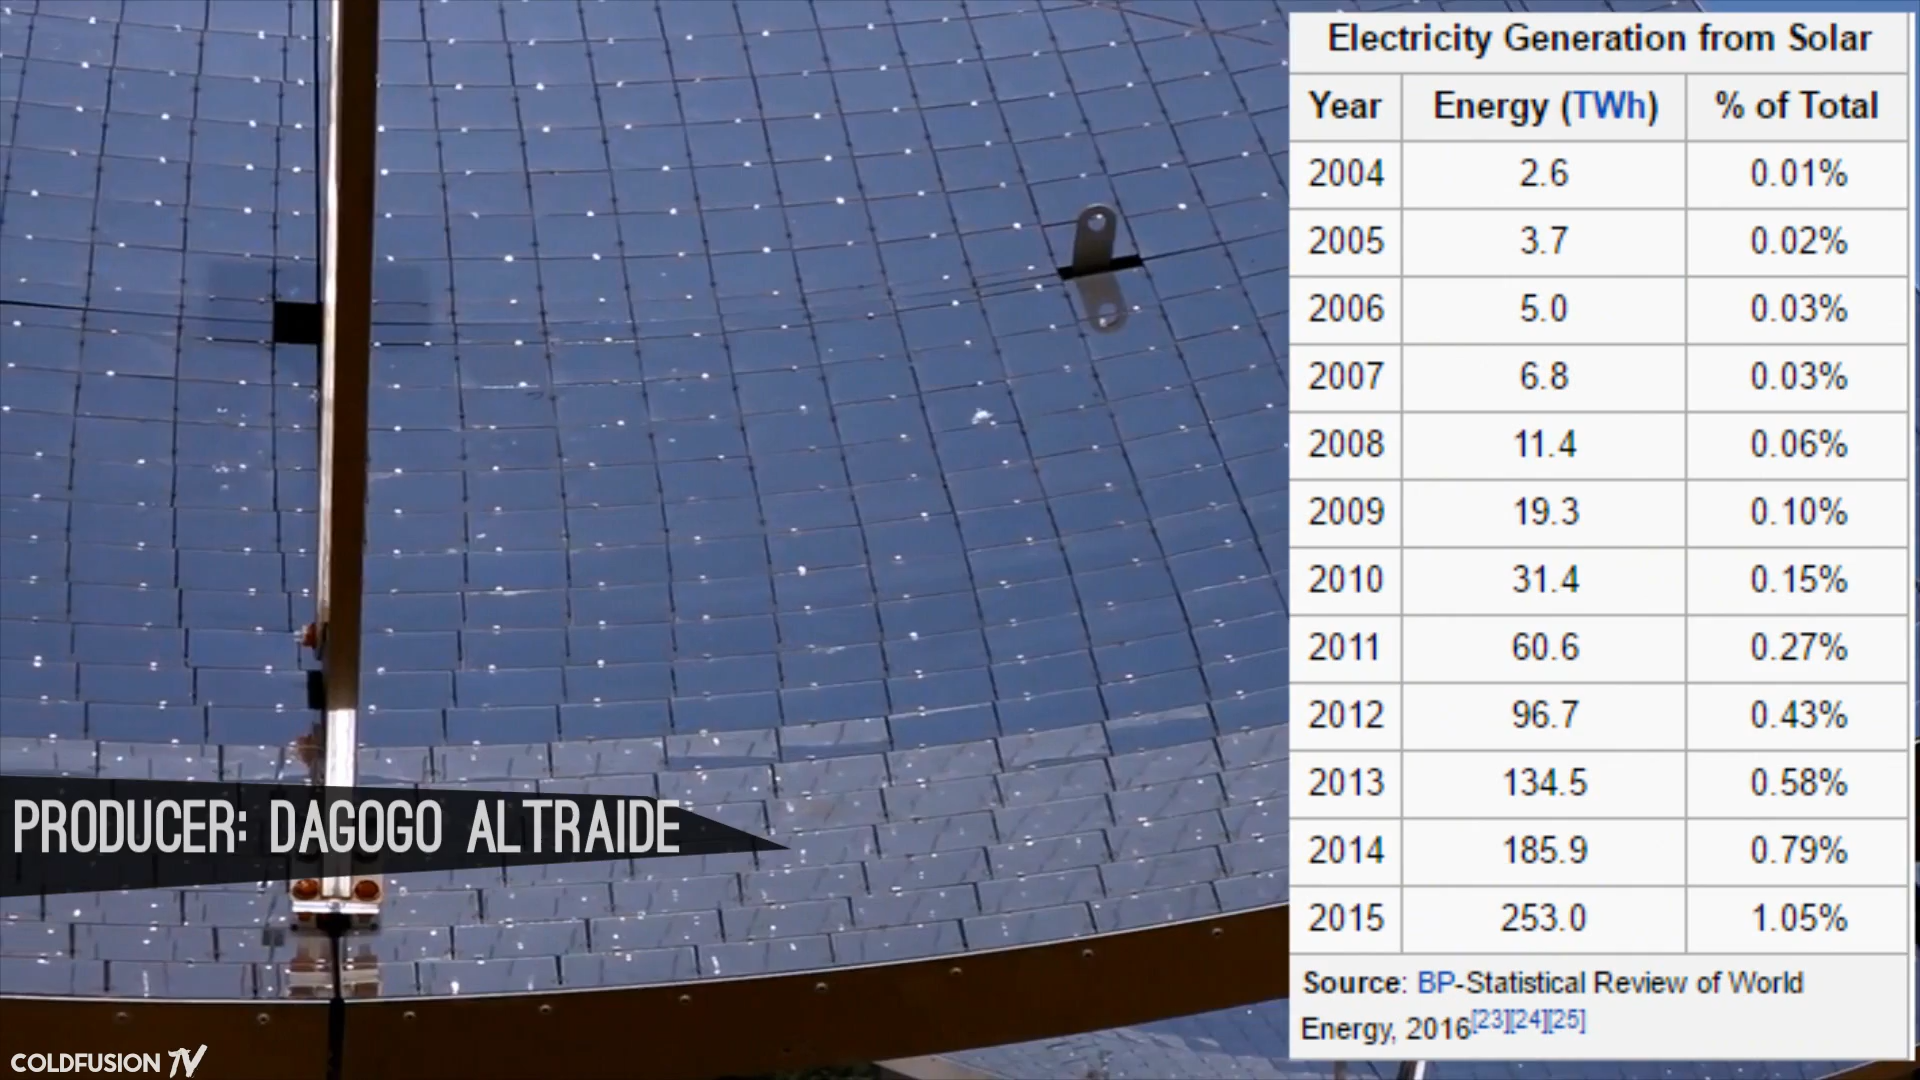 Electricity Generation from Solar
Year Energy (TWh) % of Total
2004 2.6 0.01%
2005 3.7 0.02%
2006 5.0 0.03%
2007 6.8 0.03%
2008 11.4 0.06%
2009 19.3 0.10%
2010 31.4 0.15%
2011 60.6 0.27%
2012 96.7 0.43%
2013 134.5 0.58%
2014 185.9 0.79%
2015 253.0 1.05%
Source: BP-Statistical Review of World
Energy, 2016[23][24][25]
PRODUCER: DAGOGO ALTRAIDE
COLDFUSION TV